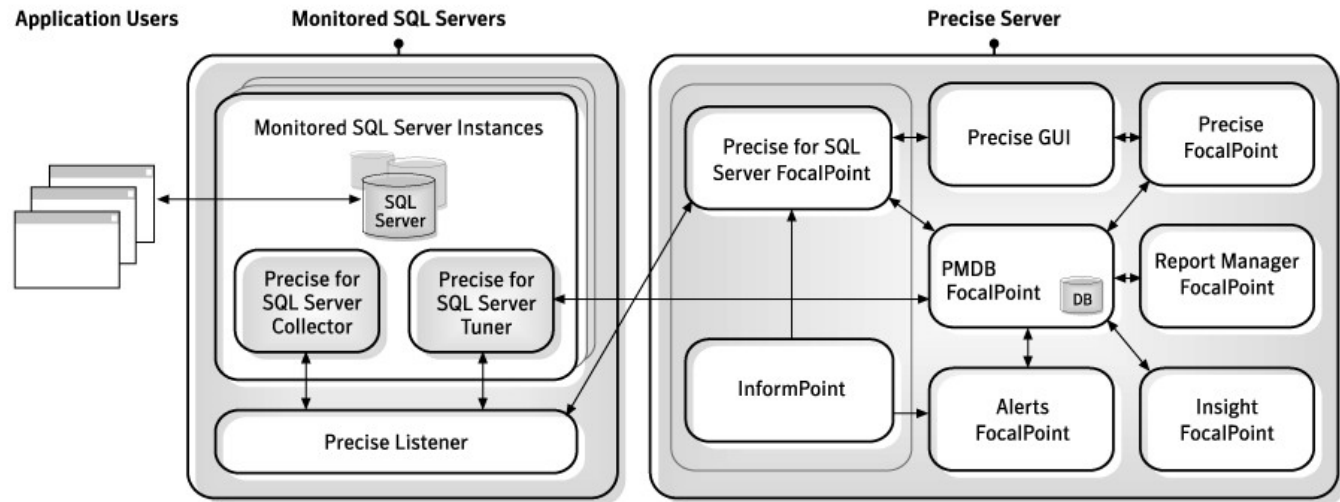 Application Users
Monitored SQL Servers
Precise Server
Monitored SQL Server Instances
SQL
Server
Precise for
SQL Server
Collector
Precise for
SQL Server
Tuner
Precise Listener
Precise for SQL
Server FocalPoint
Precise GUI
Precise
FocalPoint
PMDB
FocalPoint
DB
Report Manager
FocalPoint
InformPoint
Alerts
FocalPoint
Insight
FocalPoint